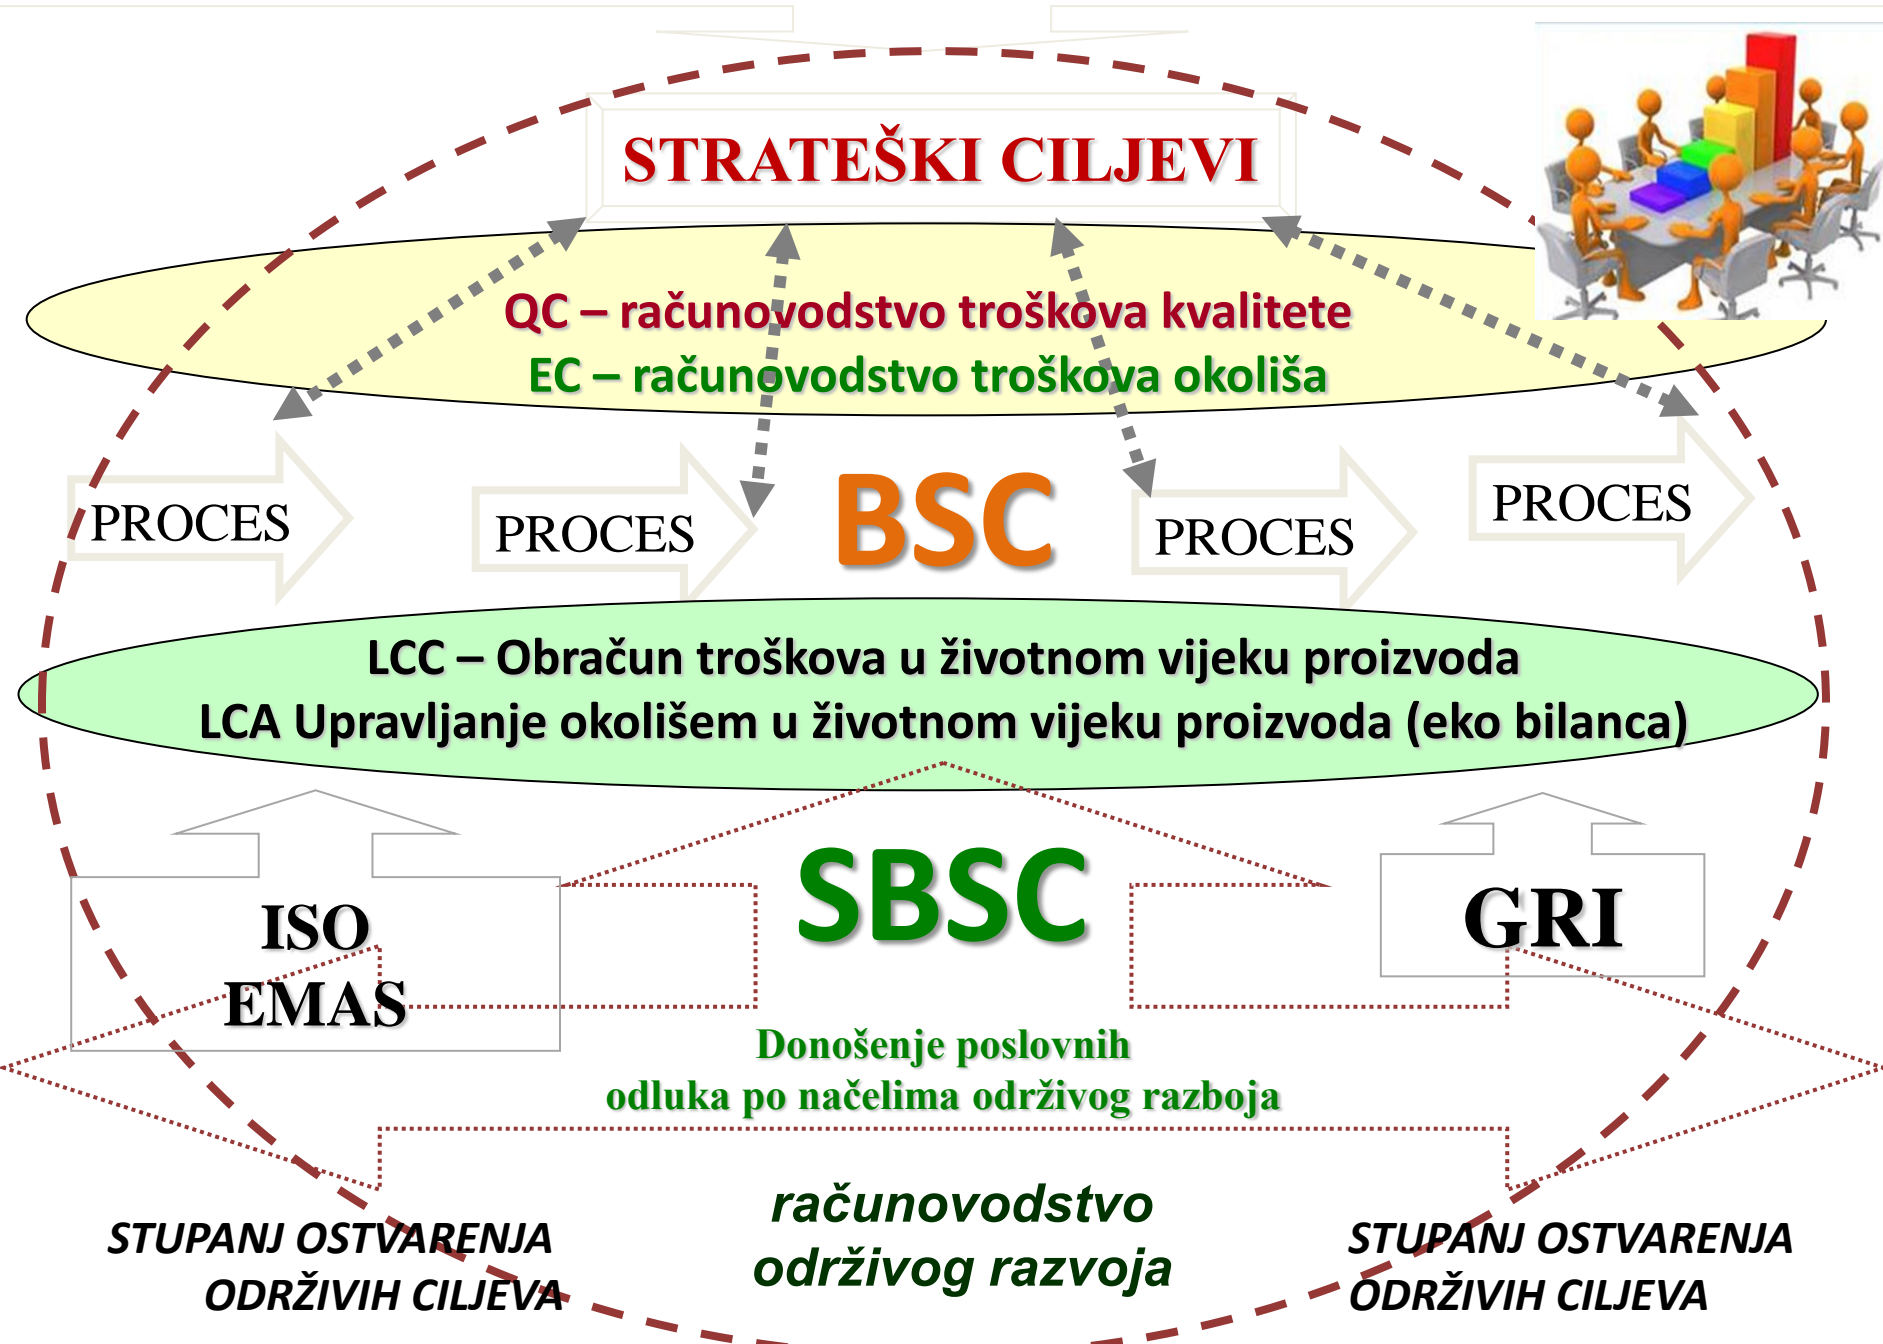 STRATEŠKI CILJEVI
QC – računovodstvo troškova kvalitete
EC – računovodstvo troškova okoliša
PROCES
PROCES
BSC
PROCES
PROCES
LCC – Obračun troškova u životnom vijeku proizvoda
LCA Upravljanje okolišem u životnom vijeku proizvoda (eko bilanca)
ISO
EMAS
SBSC
GRI
Donošenje poslovnih
odluka po načelima održivog razboja
računovodstvo
održivog razvoja
STUPANJ OSTVARENJA
ODRŽIVIH CILJEVA
STUPANJ OSTVARENJA
ODRŽIVIH CILJEVA